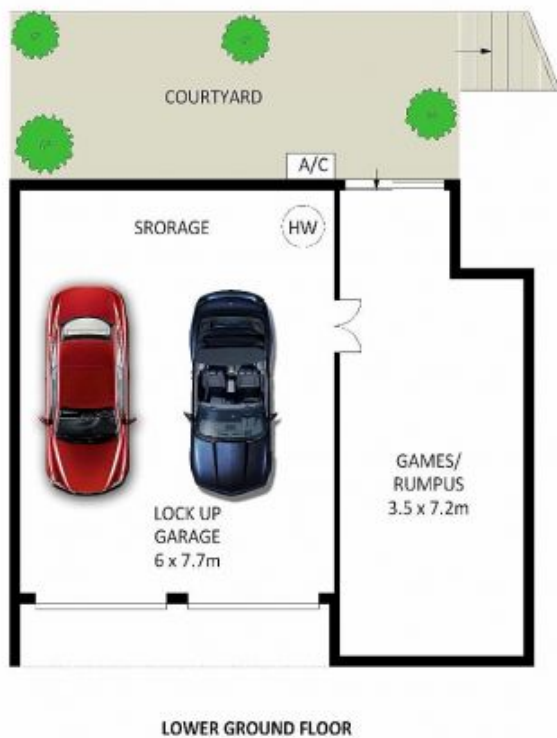 COURTYARD
A/C
SRORAGE
HW
GAMES/
RUMPUS
3.5 x 7.2m
LOCK UP
GARAGE
6 x 7.7m
LOWER GROUND FLOOR